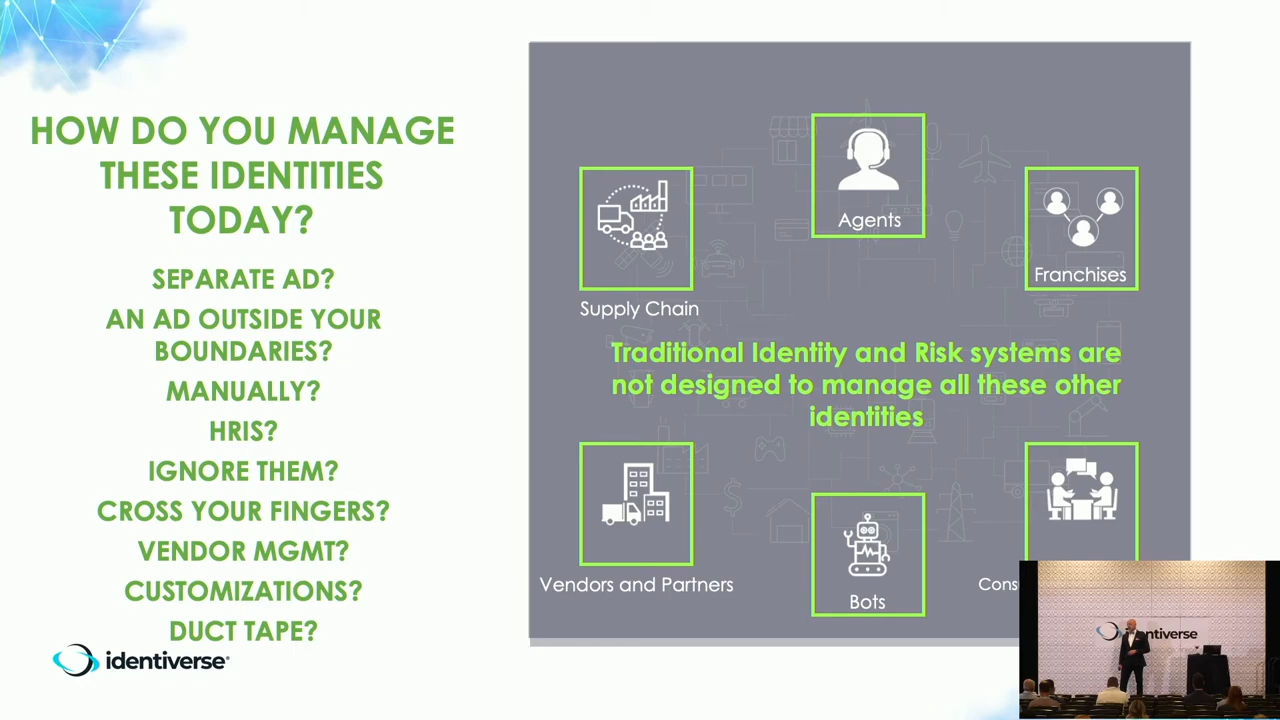 HOW DO YOU MANAGE
THESE IDENTITIES
TODAY?
SEPARATE AD?
AN AD OUTSIDE YOUR
BOUNDARIES?
MANUALLY?
HRIS?
IGNORE THEM?
CROSS YOUR FINGERS?
VENDOR MGMT?
CUSTOMIZATIONS?
DUCT TAPE?
identiverse®
Agents
Franchises
Supply Chain
Traditional Identity and Risk systems are
not designed to manage all these other
identities
Vendors and Partners
Bots